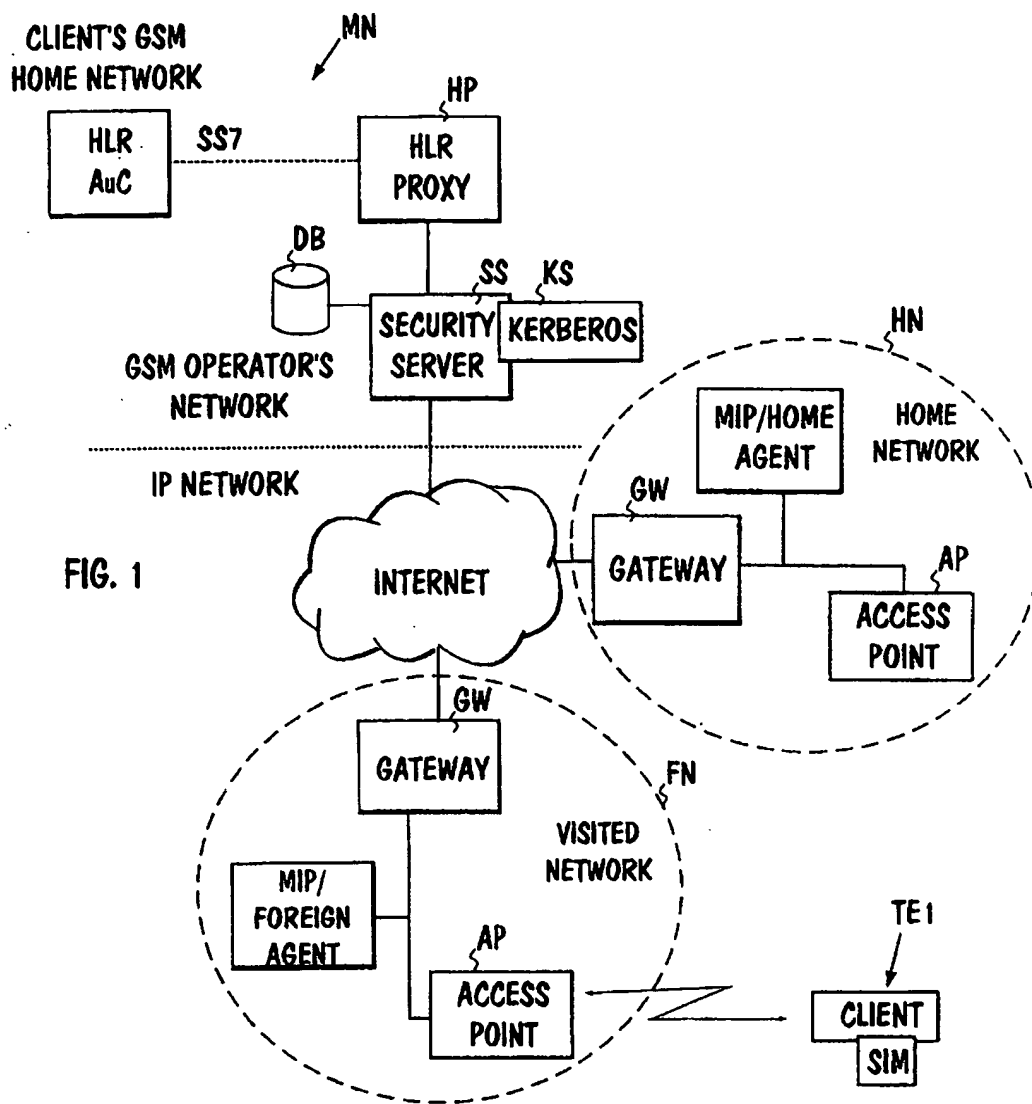 CLIENT'S GSM
HOME NETWORK
MN
HLR
AuC
SS7
HP
HLR
PROXY
DB
SS
KS
SECURITY
SERVER
KERBEROS
GSM OPERATOR'S
NETWORK
IP NETWORK
HN
MIP/HOME
AGENT
HOME
NETWORK
GW
GATEWAY
AP
ACCESS
POINT
FIG. 1
INTERNET
GW
GATEWAY
FN
VISITED
NETWORK
MIP/
FOREIGN
AGENT
AP
ACCESS
POINT
TE1
CLIENT
SIM